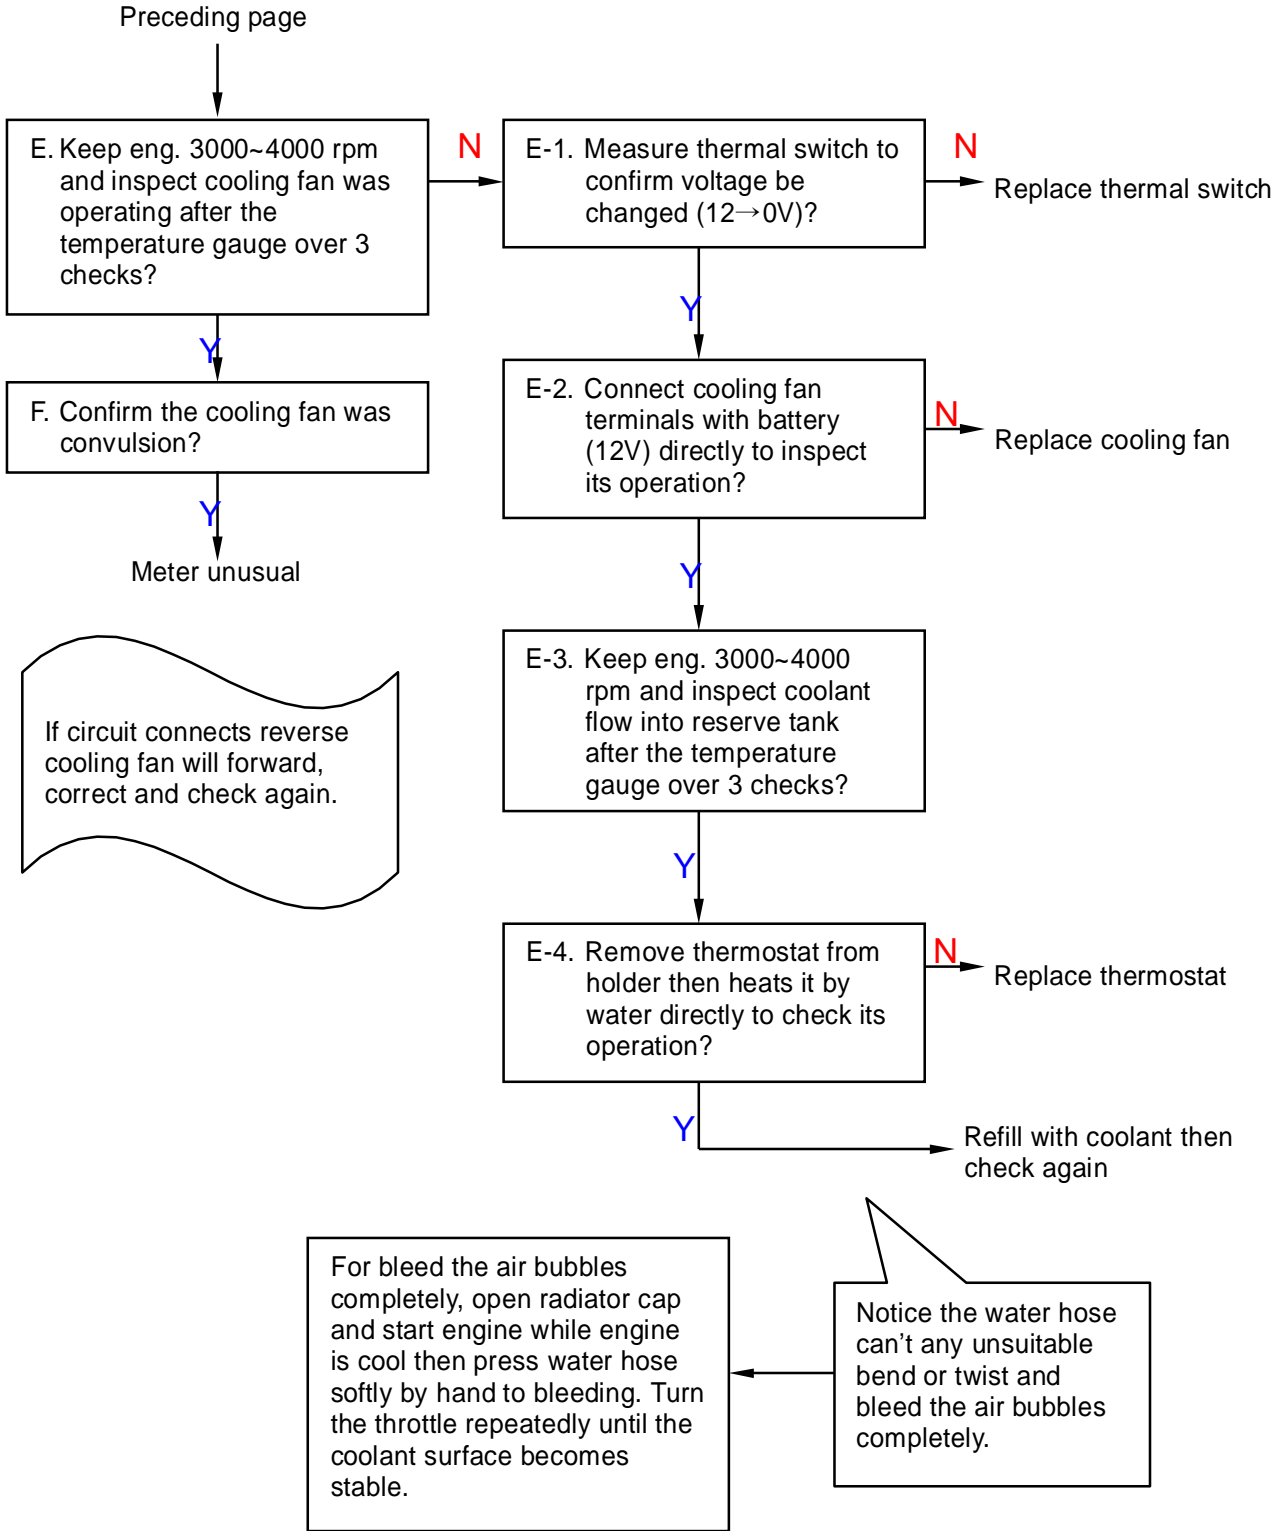 Preceding page
E. Keep eng. 3000~4000 rpm
and inspect cooling fan was
operating after the
temperature gauge over 3
checks?
N
E-1. Measure thermal switch to
confirm voltage be
changed (12→0V)?
N
Replace thermal switch
Y
Y
F. Confirm the cooling fan was
convulsion?
E-2. Connect cooling fan
terminals with battery
(12V) directly to inspect
its operation?
N
Replace cooling fan
Y
Meter unusual
Y
If circuit connects reverse
cooling fan will forward,
correct and check again.
E-3. Keep eng. 3000~4000
rpm and inspect coolant
flow into reserve tank
after the temperature
gauge over 3 checks?
Y
E-4. Remove thermostat from
holder then heats it by
water directly to check its
operation?
N
Replace thermostat
Y
Refill with coolant then
check again
For bleed the air bubbles
completely, open radiator cap
and start engine while engine
is cool then press water hose
softly by hand to bleeding. Turn
the throttle repeatedly until the
coolant surface becomes
stable.
Notice the water hose
can't any unsuitable
bend or twist and
bleed the air bubbles
completely.